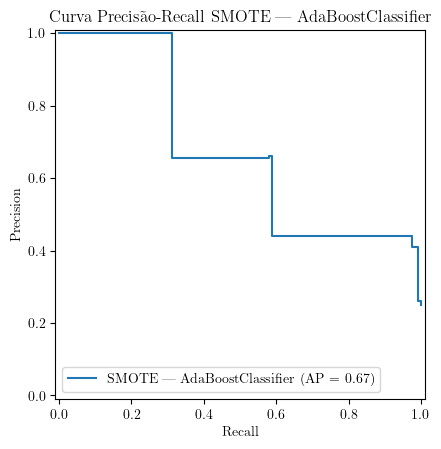 Curva Precisão-Recall SMOTE — AdaBoostClassifier
1.0
0.8
0.6
0.4
0.2
0.0
Precision
SMOTE — AdaBoostClassifier (AP = 0.67)
0.0 0.2 0.4 0.6 0.8 1.0
Recall